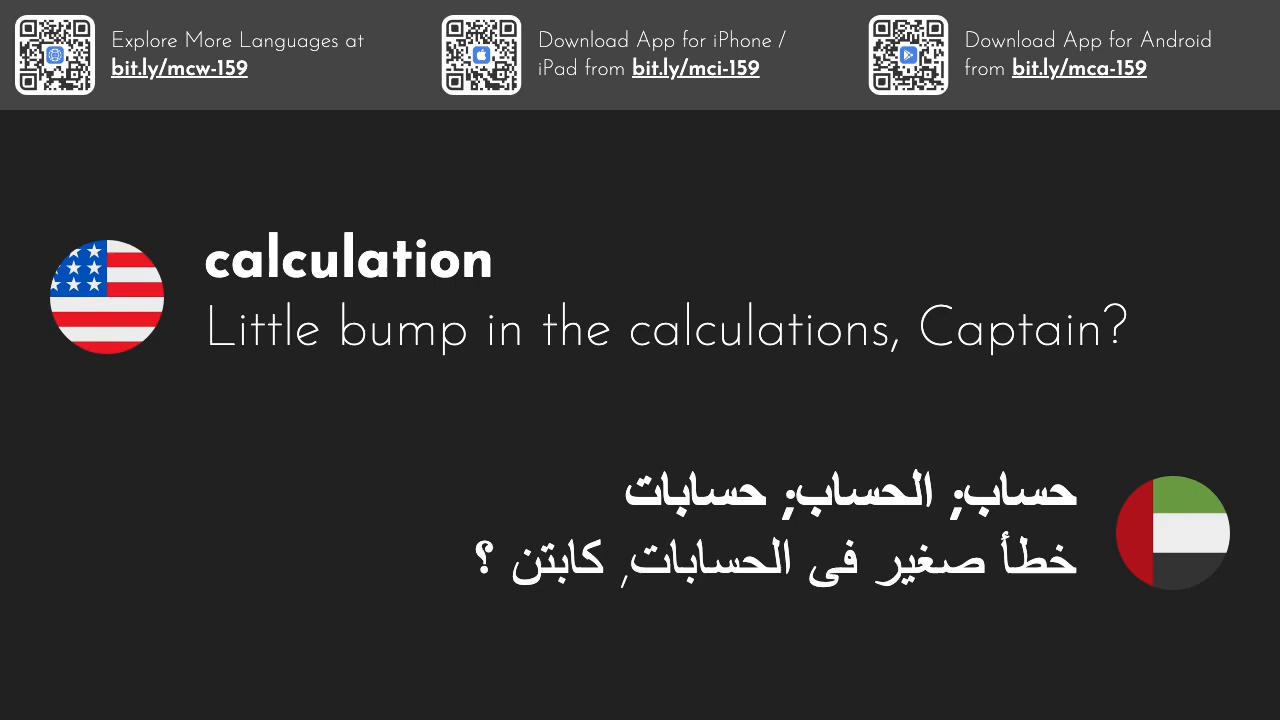 Explore More Languages at
bit.ly/mcw-159
Download App for iPhone /
iPad from bit.ly/mci-159
Download App for Android
from bit.ly/mca-159
calculation
Little bump in the calculations, Captain?
حساب; الحساب; حسابات
خطأ صغير فى الحسابات, كابتن ؟